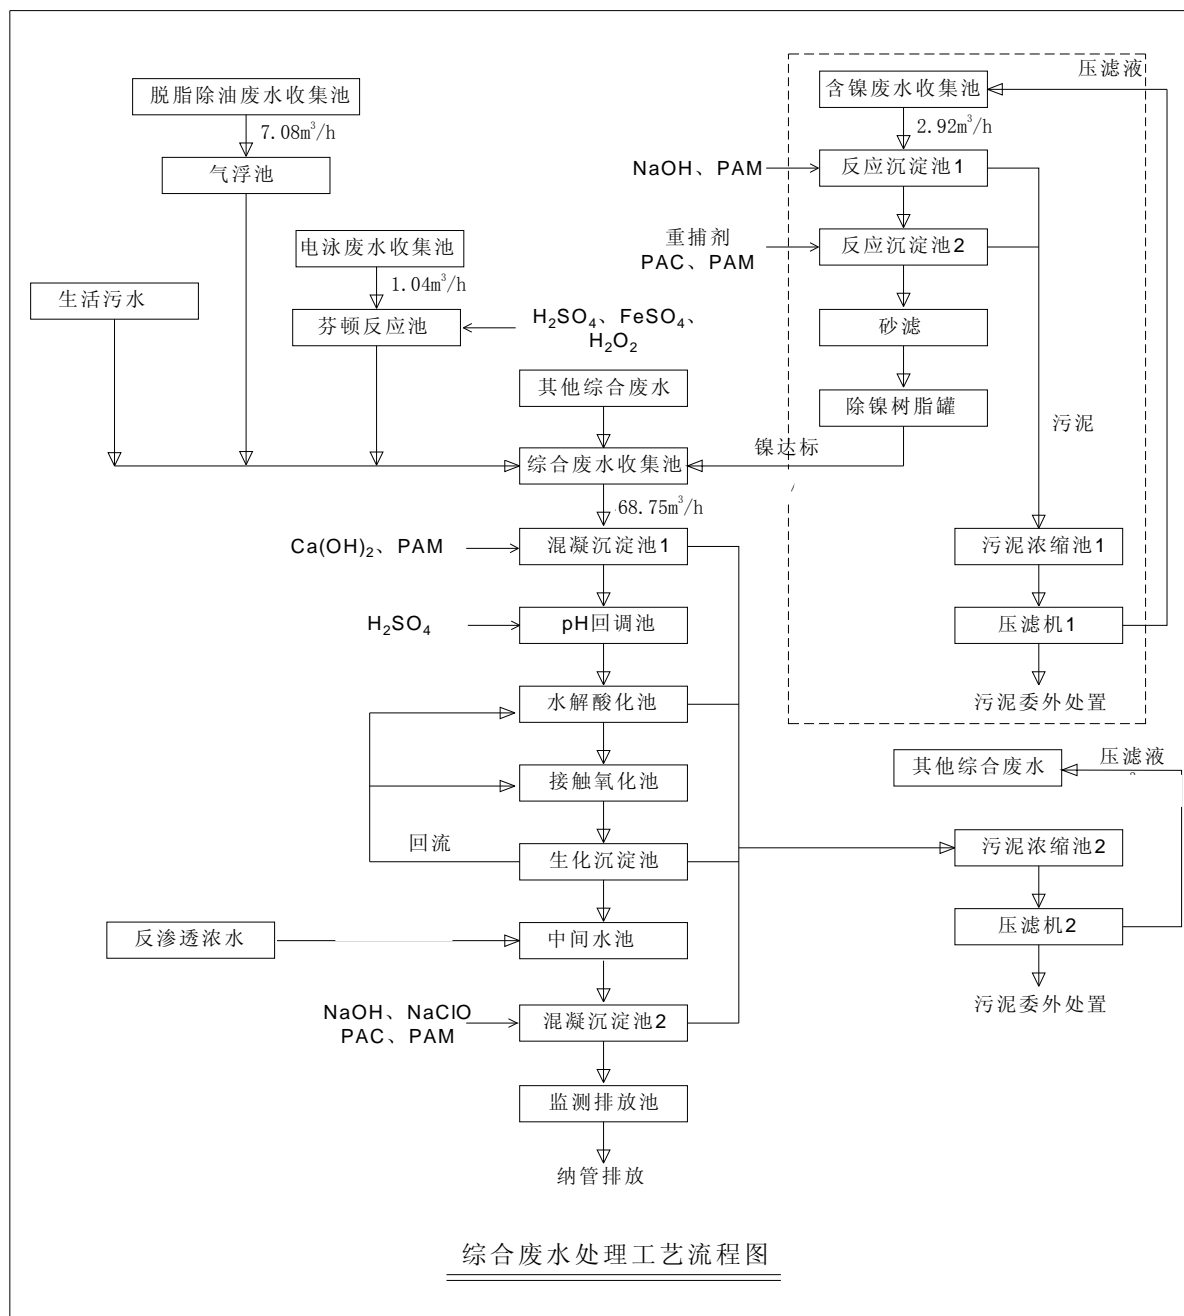 压滤液
脱脂除油废水收集池
含镍废水收集池
7.08m³/h
2.92m³/h
气浮池
NaOH、PAM
反应沉淀池1
电泳废水收集池
重捕剂
PAC、PAM
反应沉淀池2
1.04m³/h
生活污水
芬顿反应池
H₂SO₄、FeSO₄、
H₂O₂
砂滤
其他综合废水
除镍树脂罐
污泥
镍达标
综合废水收集池
68.75m³/h
Ca(OH)₂、PAM
混凝沉淀池1
污泥浓缩池1
H₂SO₄
pH回调池
压滤机1
水解酸化池
污泥委外处置
压滤液
其他综合废水
接触氧化池
回流
生化沉淀池
污泥浓缩池2
反渗透浓水
中间水池
压滤机2
污泥委外处置
NaOH、NaClO
PAC、PAM
混凝沉淀池2
监测排放池
纳管排放
综合废水处理工艺流程图